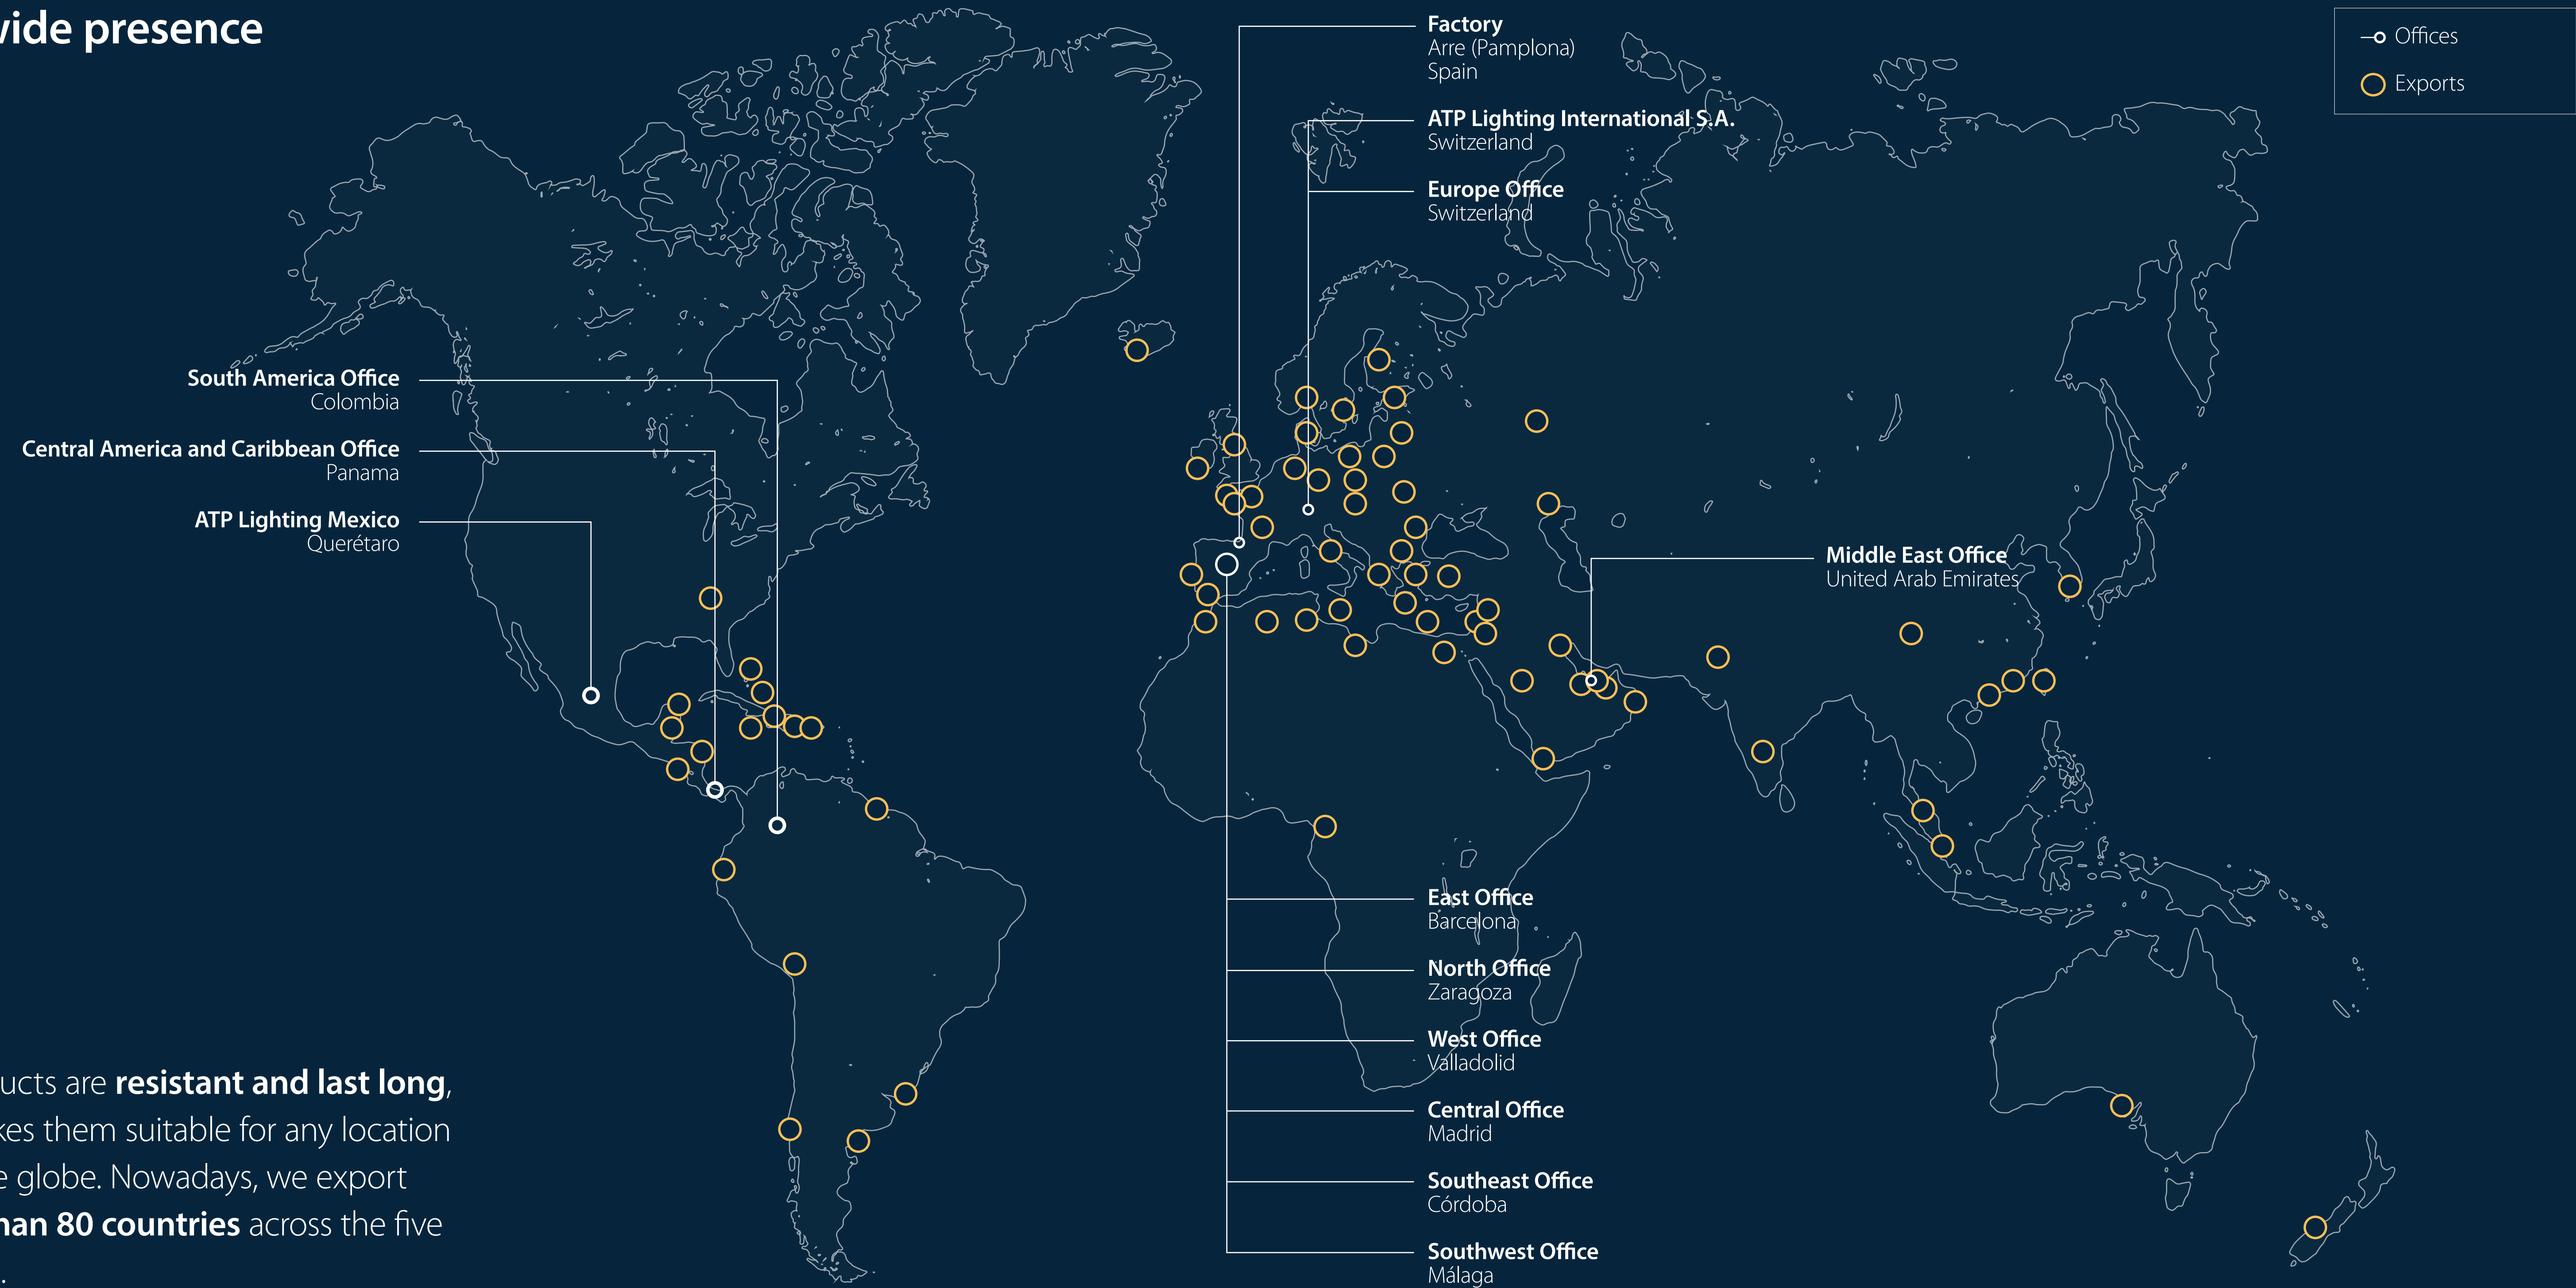 wide presence
Factory
Arre (Pamplona)
Spain
ATP Lighting International S.A.
Switzerland
Europe Office
Switzerland
Offices
Exports
South America Office
Colombia
Central America and Caribbean Office
Panama
ATP Lighting Mexico
Querétaro
Middle East Office
United Arab Emirates
East Office
Barcelona
North Office
Zaragoza
West Office
Valladolid
Central Office
Madrid
Southeast Office
Córdoba
Southwest Office
Málaga
ucts are resistant and last long,
kes them suitable for any location
e globe. Nowadays, we export
han 80 countries across the five
.